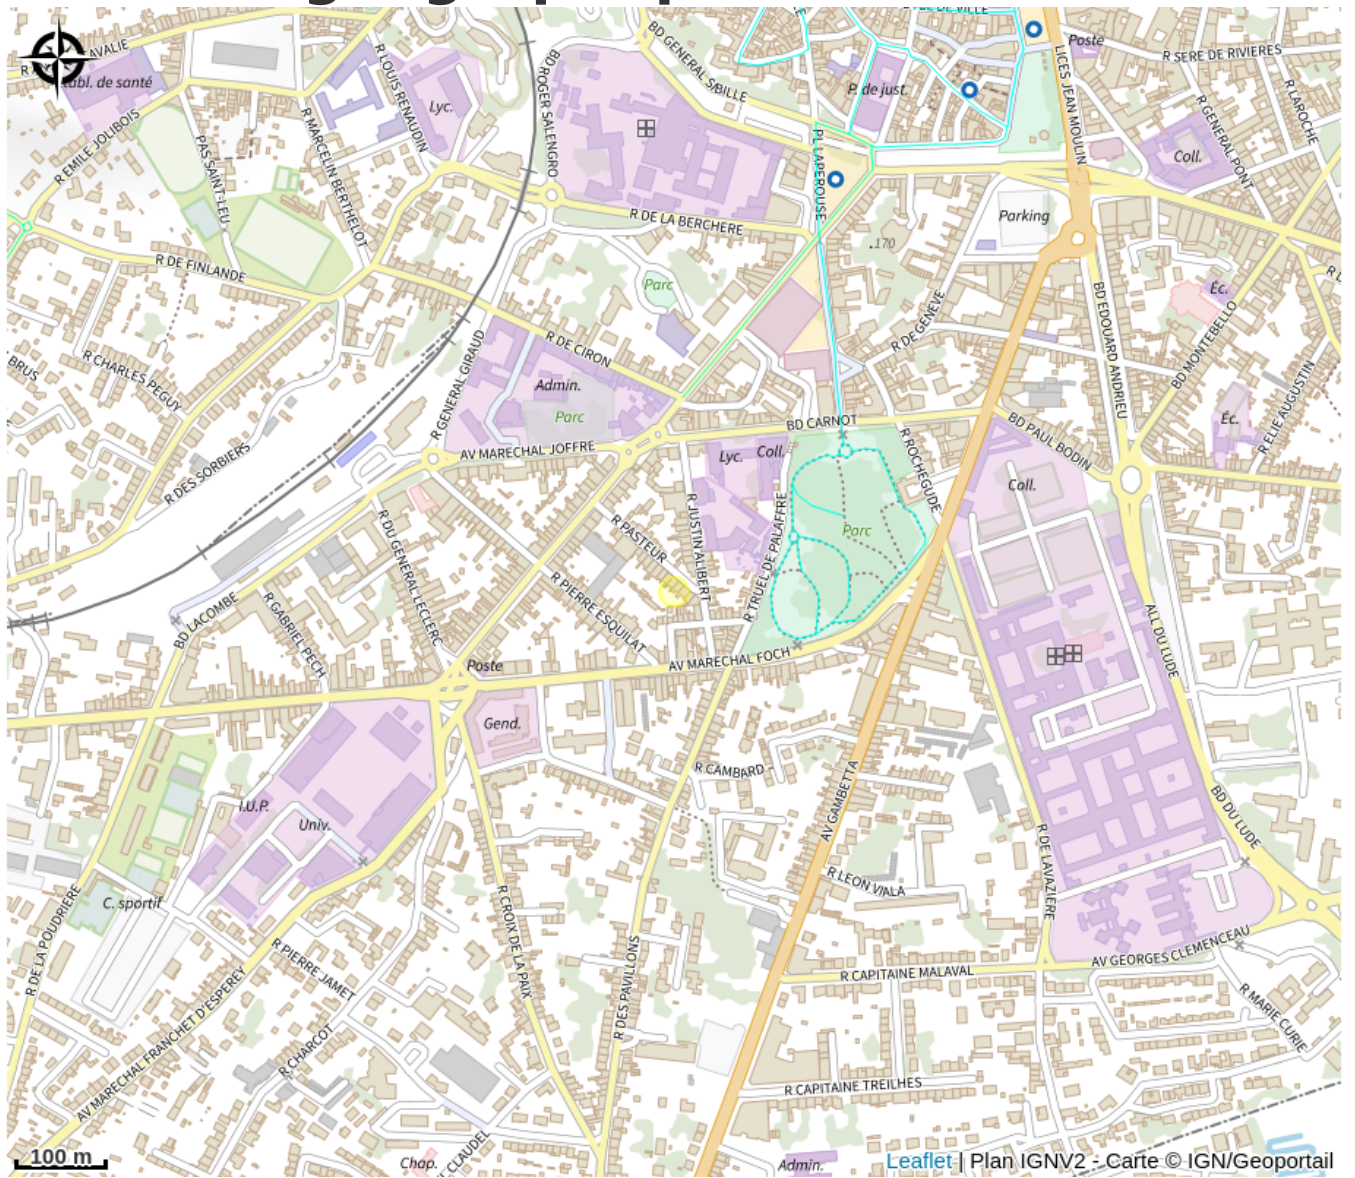 BD GENERAL SIBILLE
Poste
R SERE DE RIVIERES
LICES JEAN MOULIN
R LAROCHE
R GENERAL PONT
Coll.
P. de just.
PL LAPEROUSE
BD ROGER SALENGRO
R LOUIS RENAUDIN
Lyc.
R MARCELIN BERTHELOT
PAS SAINT-LEU
R EMILE JOLIBOIS
R DE LA BERCHERE
Parking
.170
R DE FINLANDE
Parc
Éc.
BD MONTEBELLO
BD EDOUARD ANDRIEU
R DE GENEVE
R DE CIRON
R GENERAL GIRAUD
Admin.
Parc
R CHARLES PEGUY
BRUS
R ELIE AUGUSTIN
Éc.
BD CARNOT
BD PAUL BODIN
R ROCHEGUDE
AV MARECHAL JOFFRE
Lyc.
Coll.
Coll.
R DES SORBIERS
R JUSTIN ALIBERT
R TRUEL DE PALAFFRE
Parc
R PASTEUR
R DU GENERAL LECLERC
R PIERRE ESQUILAT
BD LACOMBE
R GABRIEL PECH
ALL DU LUDE
AV MARECHAL FOCH
Poste
Gend.
R CAMBARD
AV GAMBETTA
I.U.P.
Univ.
BD DU LUDE
R DE LAVAZIERE
R LEON VIALA
C. sportif
R DE LA POUDRIERE
R CROIX DE LA PAIX
R DES PAVILLONS
R PIERRE JAMET
AV GEORGES CLEMENCEAU
R CAPITAINE MALAVAL
R MARIE CURIE
AV MARECHAL FRANCHET D'ESPEREY
R CHARCOT
R CAPITAINE TREILHES
CLAUDEL
Chap.
Admin.
100 m
Leaflet | Plan IGNV2 - Carte © IGN/Geoportail